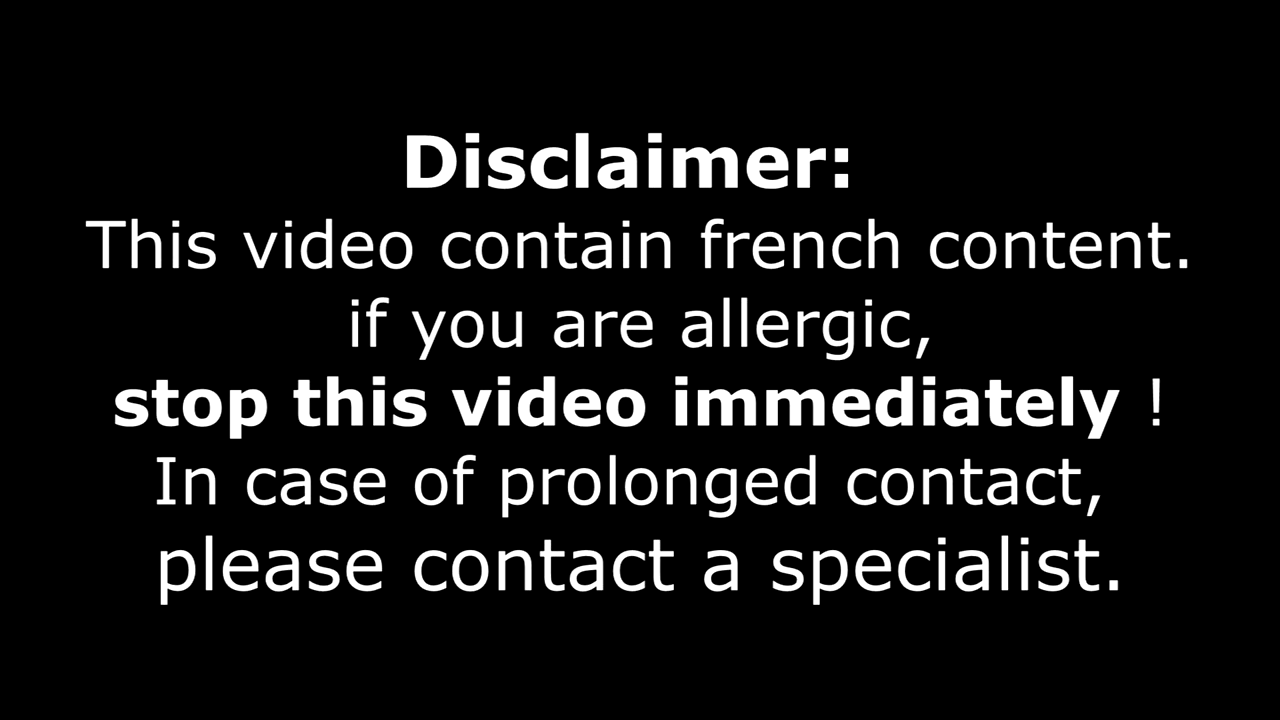 Disclaimer:
This video contain french content.
if you are allergic,
stop this video immediately !
In case of prolonged contact,
please contact a specialist.